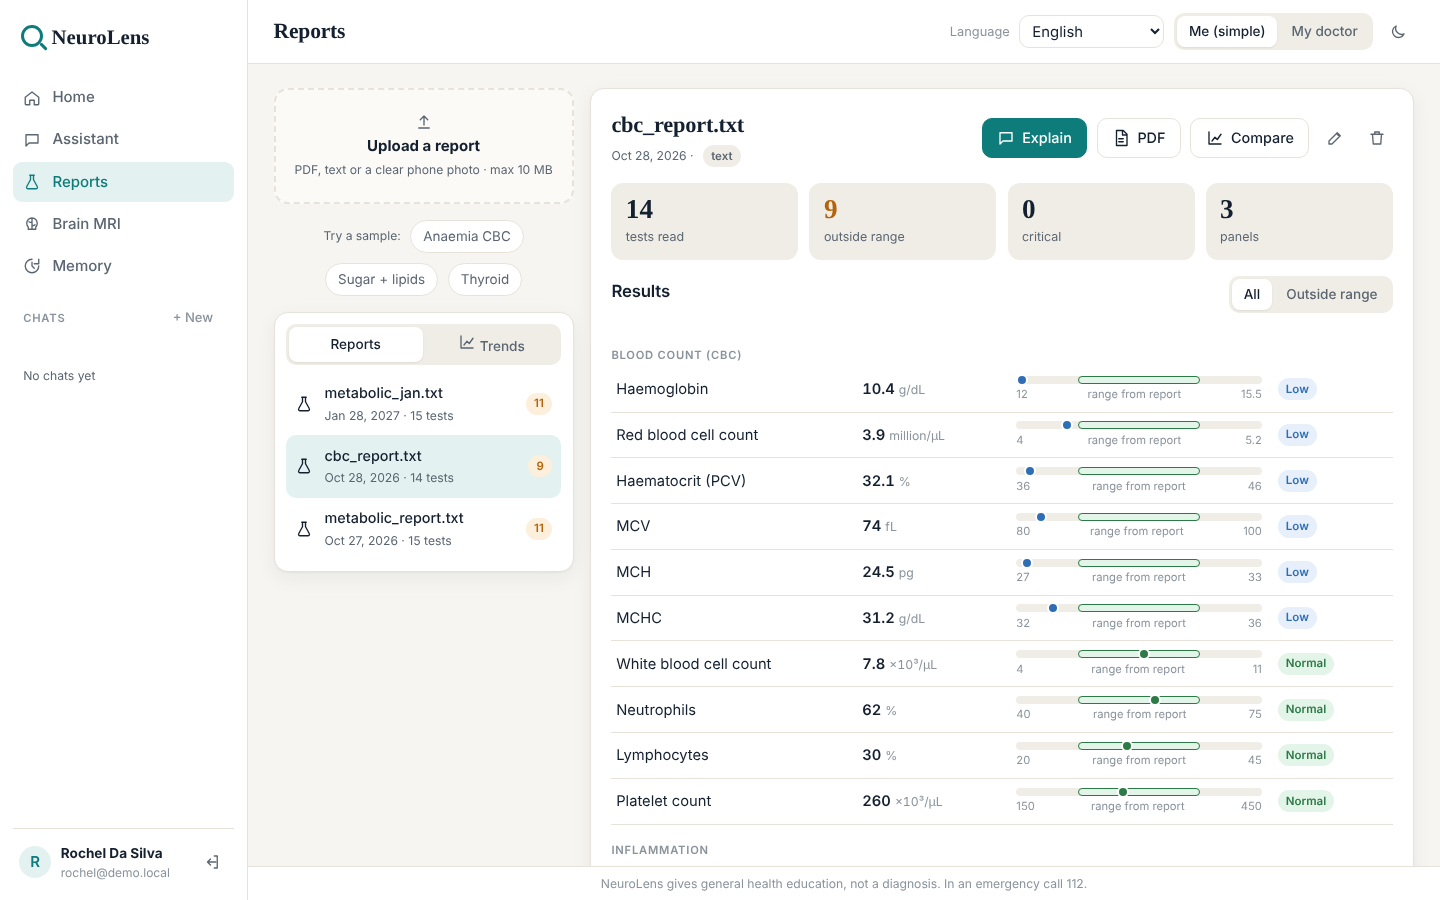 NeuroLens
Home
Assistant
Reports
Brain MRI
Memory
CHATS
+ New
No chats yet
R
Rochel Da Silva
rochel@demo.local
Reports
Language
English
Me (simple)
My doctor
Upload a report
PDF, text or a clear phone photo · max 10 MB
Try a sample:
Anaemia CBC
Sugar + lipids
Thyroid
Reports
Trends
metabolic_jan.txt
Jan 28, 2027 · 15 tests
11
cbc_report.txt
Oct 28, 2026 · 14 tests
9
metabolic_report.txt
Oct 27, 2026 · 15 tests
11
cbc_report.txt
Oct 28, 2026 · text
Explain
PDF
Compare
14
tests read
9
outside range
0
critical
3
panels
Results
All
Outside range
BLOOD COUNT (CBC)
Haemoglobin 10.4 g/dL 12 range from report 15.5 Low
Red blood cell count 3.9 million/µL 4 range from report 5.2 Low
Haematocrit (PCV) 32.1 % 36 range from report 46 Low
MCV 74 fL 80 range from report 100 Low
MCH 24.5 pg 27 range from report 33 Low
MCHC 31.2 g/dL 32 range from report 36 Low
White blood cell count 7.8 ×10³/µL 4 range from report 11 Normal
Neutrophils 62 % 40 range from report 75 Normal
Lymphocytes 30 % 20 range from report 45 Normal
Platelet count 260 ×10³/µL 150 range from report 450 Normal
INFLAMMATION
NeuroLens gives general health education, not a diagnosis. In an emergency call 112.